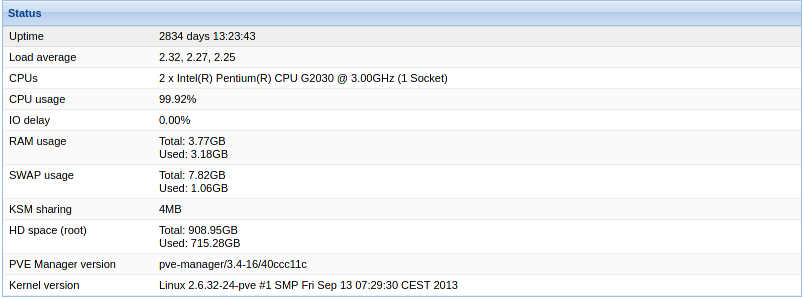 Status
Uptime 2834 days 13:23:43
Load average 2.32, 2.27, 2.25
CPUs 2 x Intel(R) Pentium(R) CPU G2030 @ 3.00GHz (1 Socket)
CPU usage 99.92%
IO delay 0.00%
RAM usage Total: 3.77GB
Used: 3.18GB
SWAP usage Total: 7.82GB
Used: 1.06GB
KSM sharing 4MB
HD space (root) Total: 908.95GB
Used: 715.28GB
PVE Manager version pve-manager/3.4-16/40ccc11c
Kernel version Linux 2.6.32-24-pve #1 SMP Fri Sep 13 07:29:30 CEST 2013